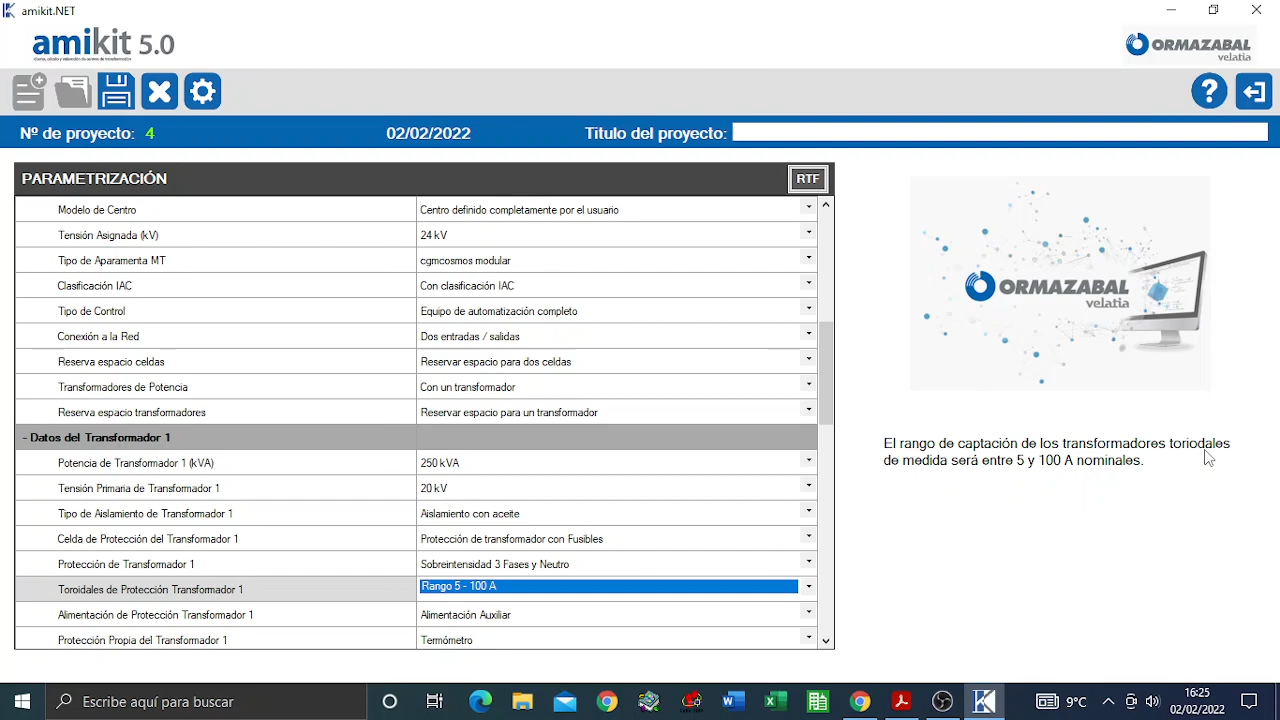 amikit.NET
amikit 5.0
ORMAZABAL
velatia
?
Nº de proyecto: 4 02/02/2022 Titulo del proyecto:
PARAMETRIZACIÓN RTF
Modelo de Centro Centro definido completamente por el usuario
Tensión Asignada (kV) 24 kV
Tipo de Aparamenta MT cgmcosmos modular
Clasificación IAC Con clasificación IAC
Tipo de Control Equipo de automatización completo
Conexión a la Red Dos entradas / salidas
Reserva espacio celdas Reservar espacio para dos celdas
Transformadores de Potencia Con un transformador
Reserva espacio transformadores Reservar espacio para un transformador
- Datos del Transformador 1
Potencia de Transformador 1 (kVA) 250 kVA
Tensión Primaria de Transformador 1 20 kV
Tipo de Aislamiento de Transformador 1 Aislamiento con aceite
Celda de Protección del Transformador 1 Protección de transformador con Fusibles
Protección de Transformador 1 Sobreintensidad 3 Fases y Neutro
Toroidales de Protección Transformador 1 Rango 5 - 100 A
Alimentación de Protección Transformador 1 Alimentación Auxiliar
Protección Propia del Transformador 1 Termómetro
ORMAZABAL
velatia
El rango de captación de los transformadores toriodales
de medida será entre 5 y 100 A nominales.
Escribe aquí para buscar
9°C
16:25
02/02/2022